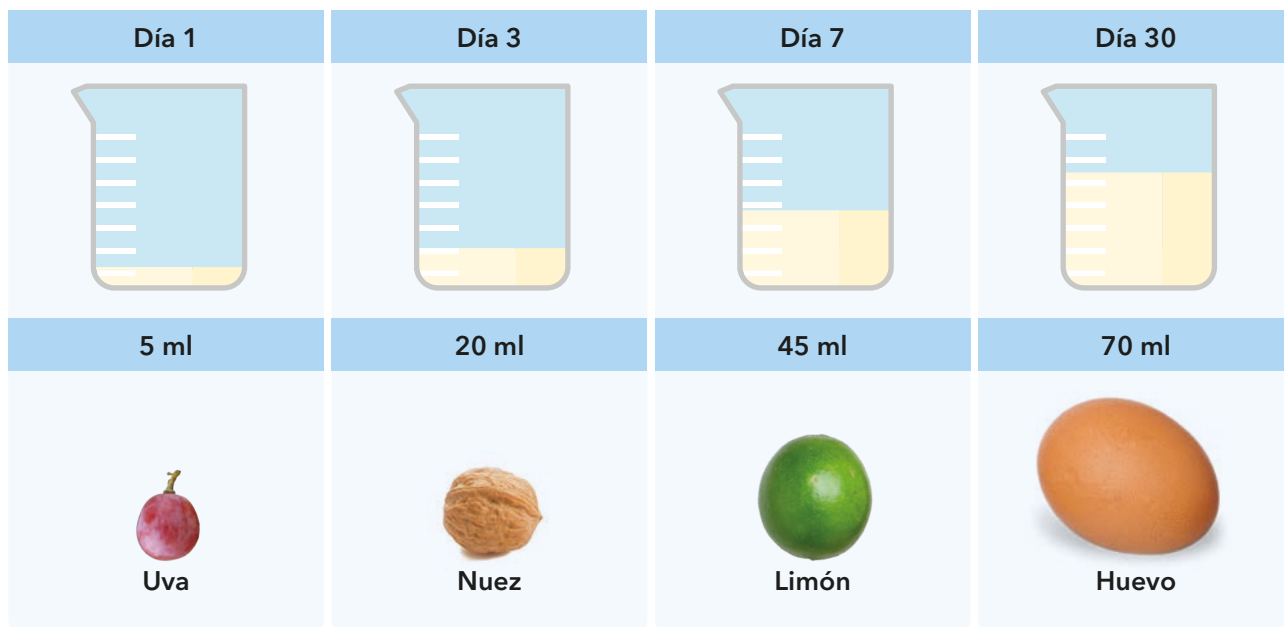 Día 1
Día 3
Día 7
Día 30
5 ml
20 ml
45 ml
70 ml
Uva
Nuez
Limón
Huevo